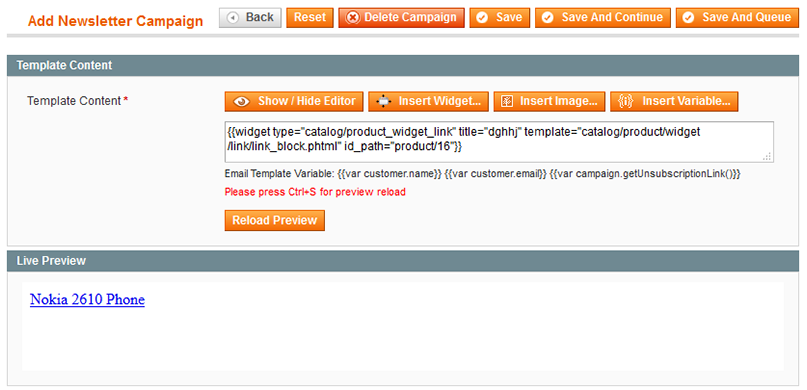 Add Newsletter Campaign Back Reset Delete Campaign Save Save And Continue Save And Queue
Template Content
Template Content * Show / Hide Editor Insert Widget... Insert Image... Insert Variable...
{{widget type="catalog/product_widget_link" title="dghhj" template="catalog/product/widget
/link/link_block.phtml" id_path="product/16"}}
Email Template Variable: {{var customer.name}} {{var customer.email}} {{var campaign.getUnsubscriptionLink()}}
Please press Ctrl+S for preview reload
Reload Preview
Live Preview
Nokia 2610 Phone